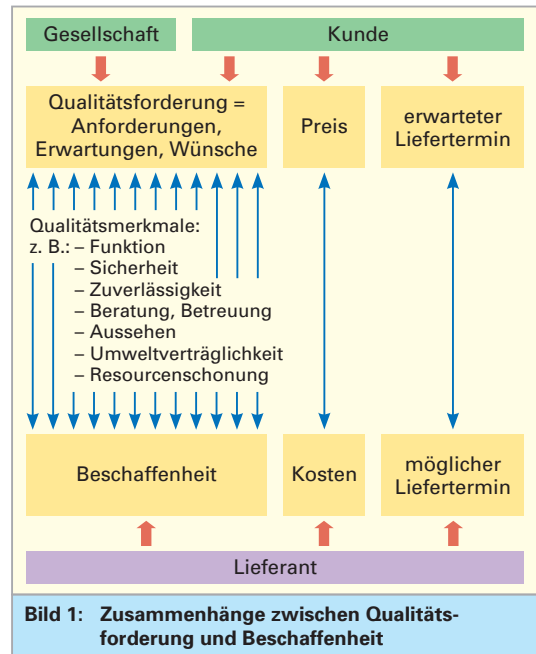 Gesellschaft
Kunde
Qualitätsforderung =
Anforderungen,
Erwartungen, Wünsche
Preis
erwarteter
Liefertermin
Qualitätsmerkmale:
z. B.: – Funktion
– Sicherheit
– Zuverlässigkeit
– Beratung, Betreuung
– Aussehen
– Umweltverträglichkeit
– Resourcenschonung
Beschaffenheit
Kosten
möglicher
Liefertermin
Lieferant
Bild 1: Zusammenhänge zwischen Qualitäts-
forderung und Beschaffenheit